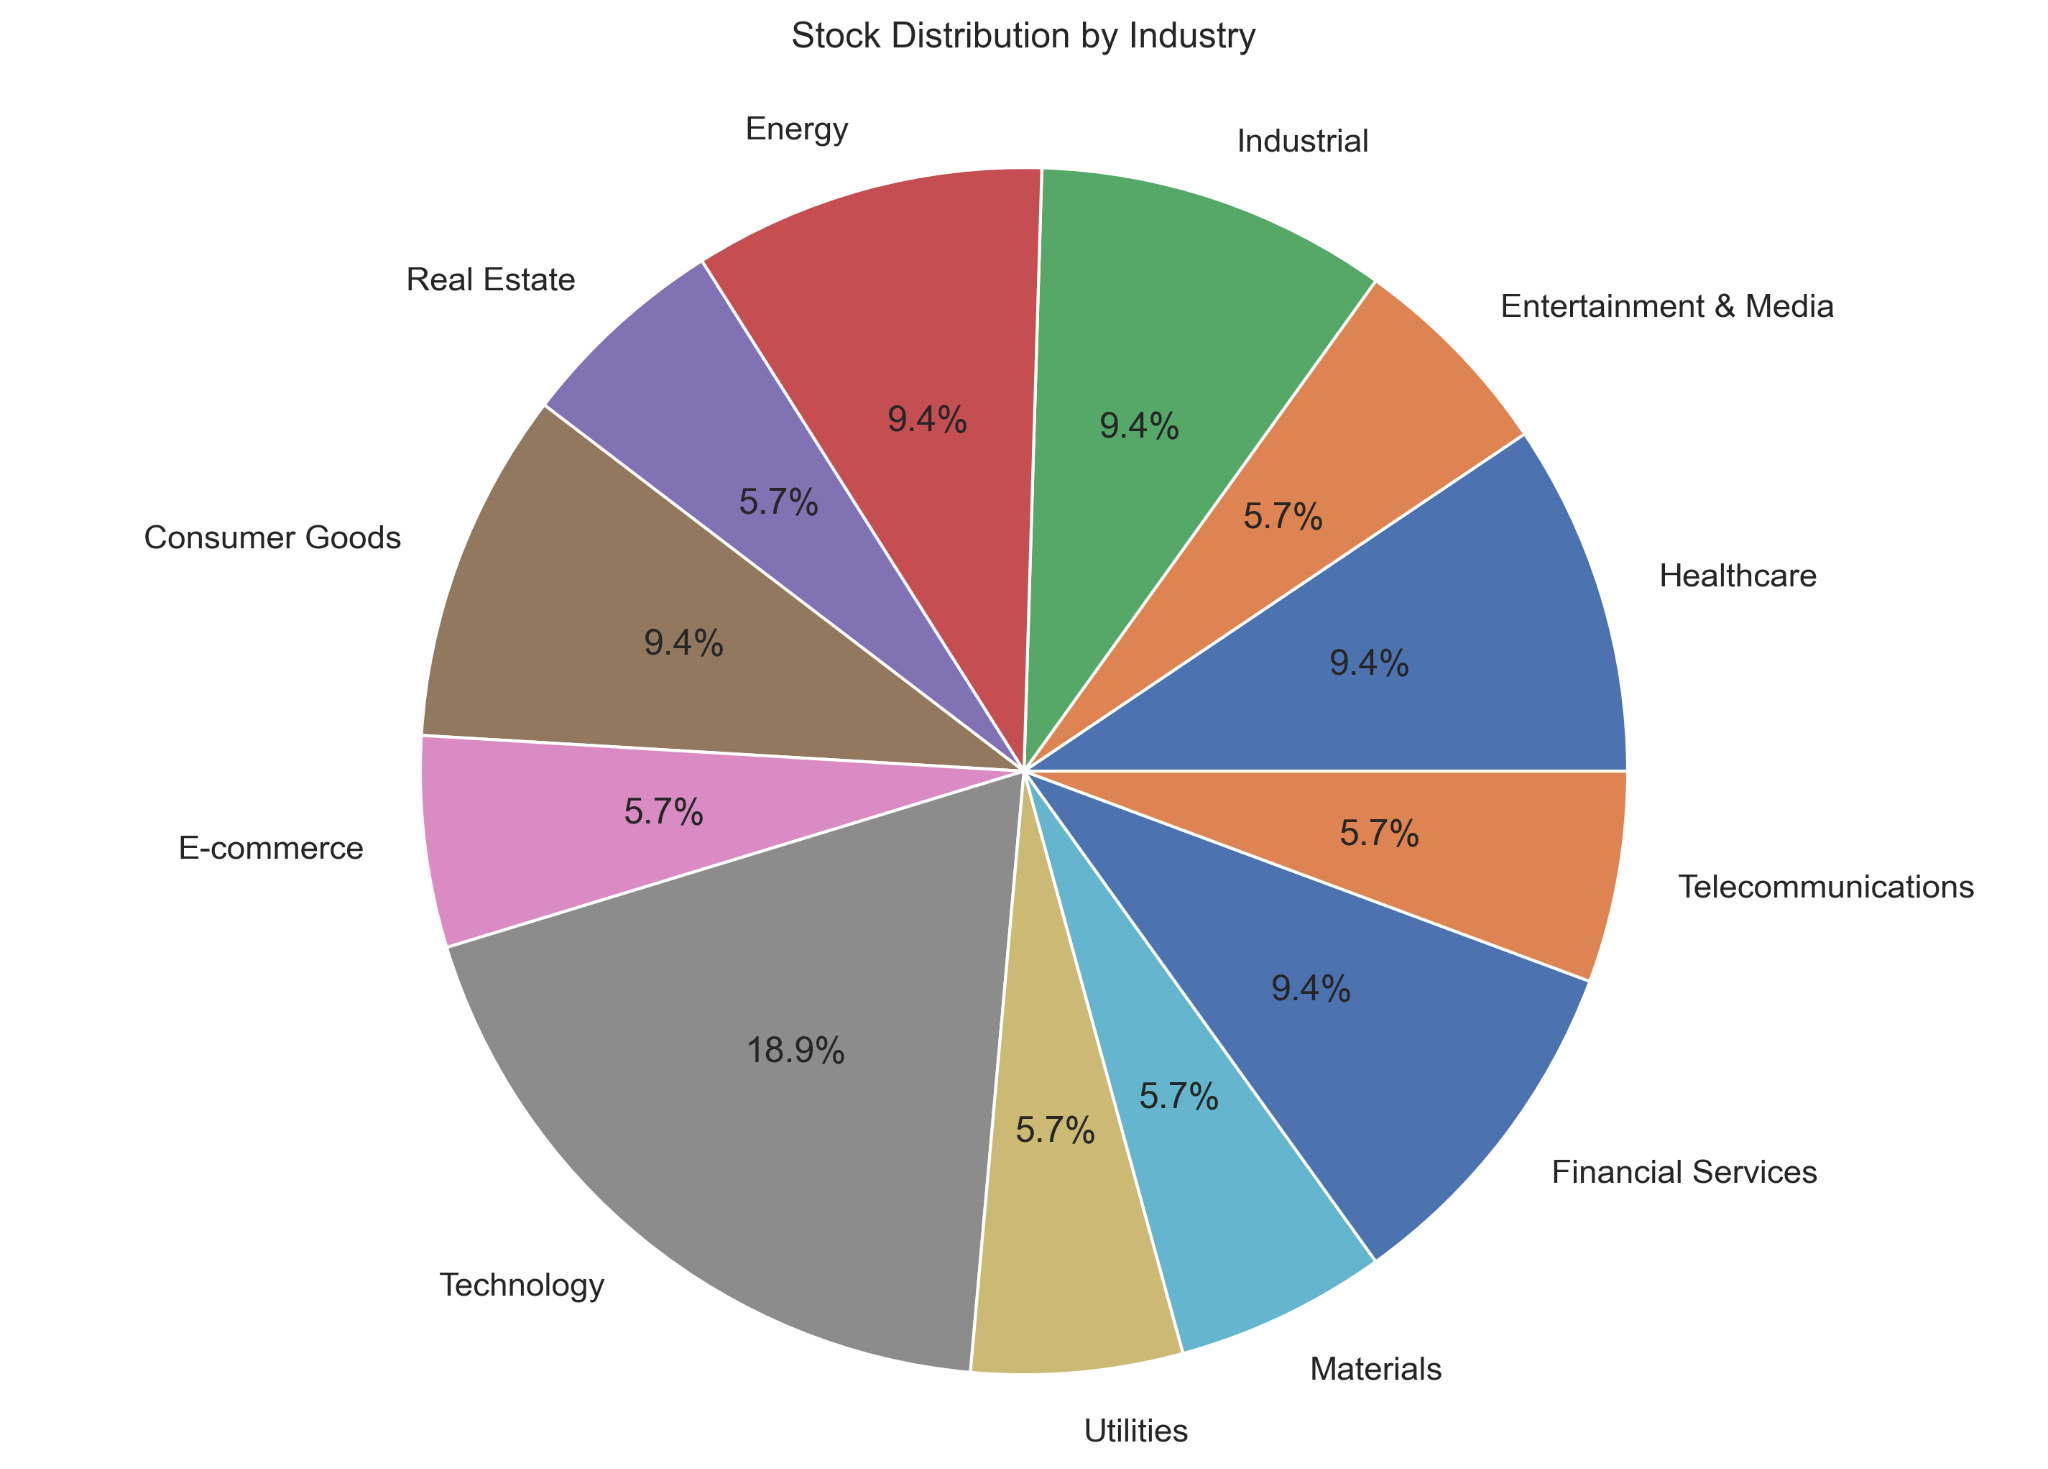 Stock Distribution by Industry
Energy
Industrial
Real Estate
Entertainment & Media
9.4%
9.4%
5.7%
5.7%
Consumer Goods
Healthcare
9.4%
9.4%
5.7%
5.7%
E-commerce
Telecommunications
9.4%
18.9%
5.7%
5.7%
Financial Services
Technology
Materials
Utilities